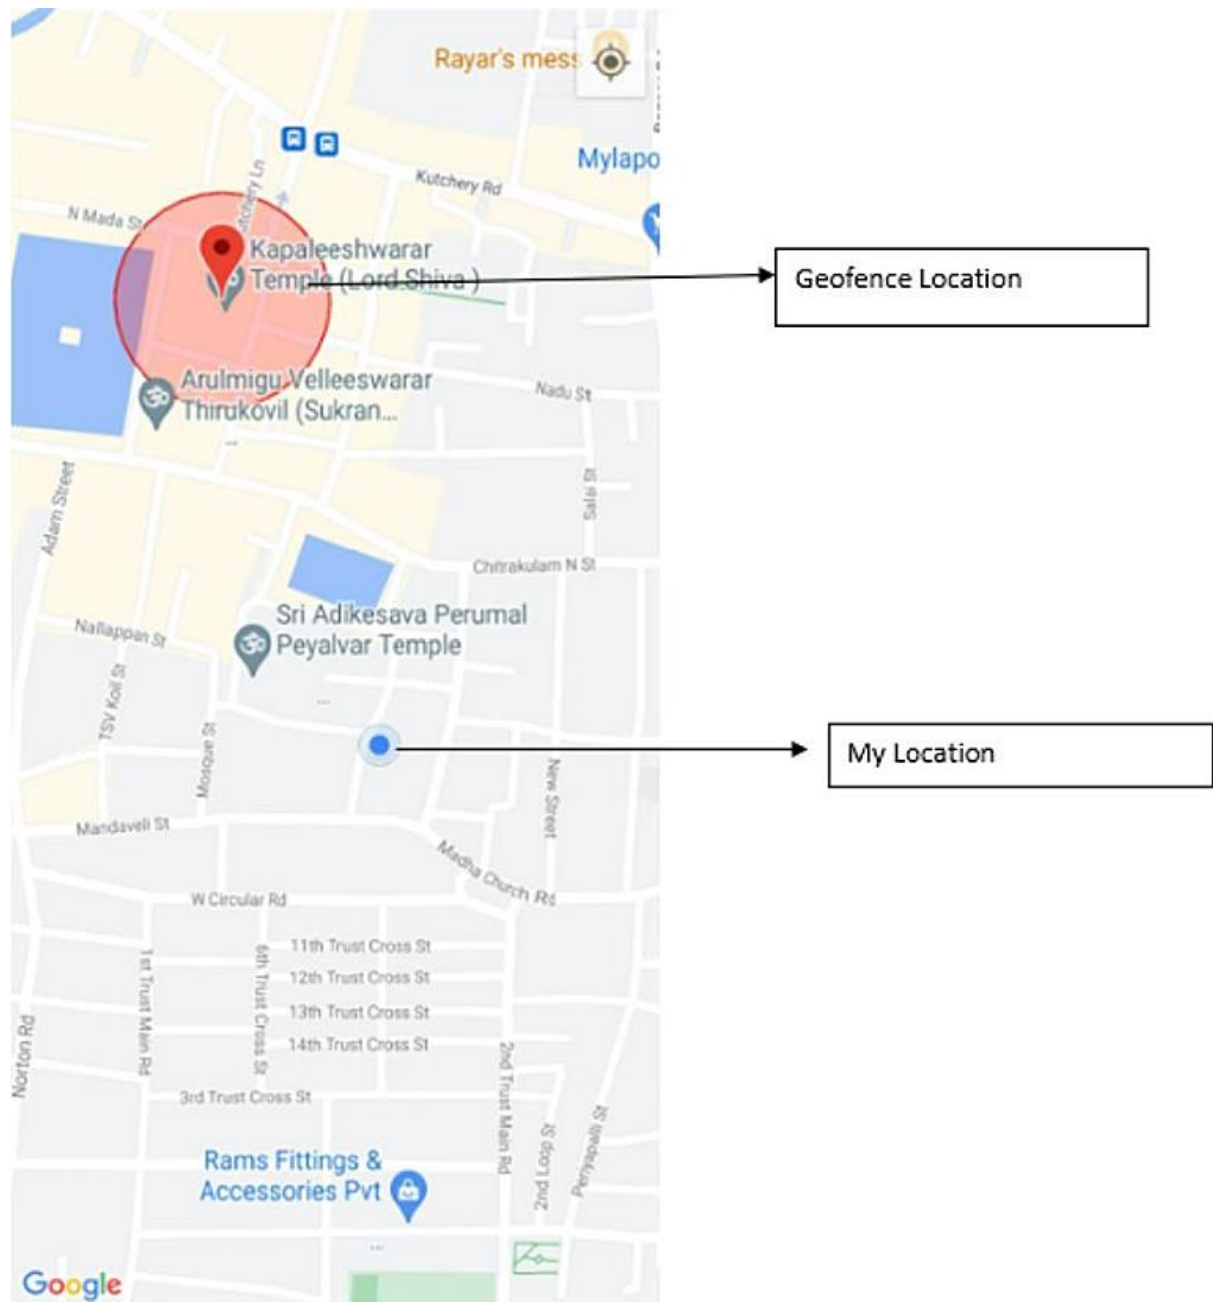 Rayar's mess
Mylapo
Kutchery Rd
N Mada St
utchery Ln
Kapaleeshwarar
Temple (Lord Shiva )
Geofence Location
Arulmigu Velleeswarar
Thirukovil (Sukran...
Nadu St
Adam Street
Chitrakulam N St
Sri Adikesava Perumal
Peyalvar Temple
Nallappan St
TSV Koil St
Mosque St
My Location
New Street
Mandaveli St
Madha Church Rd
W Circular Rd
11th Trust Cross St
12th Trust Cross St
13th Trust Cross St
14th Trust Cross St
1st Trust Main Rd
6th Trust Cross St
2nd Trust Main Rd
Norton Rd
3rd Trust Cross St
2nd Loop St
Periyapalli St
Rams Fittings &
Accessories Pvt
Google